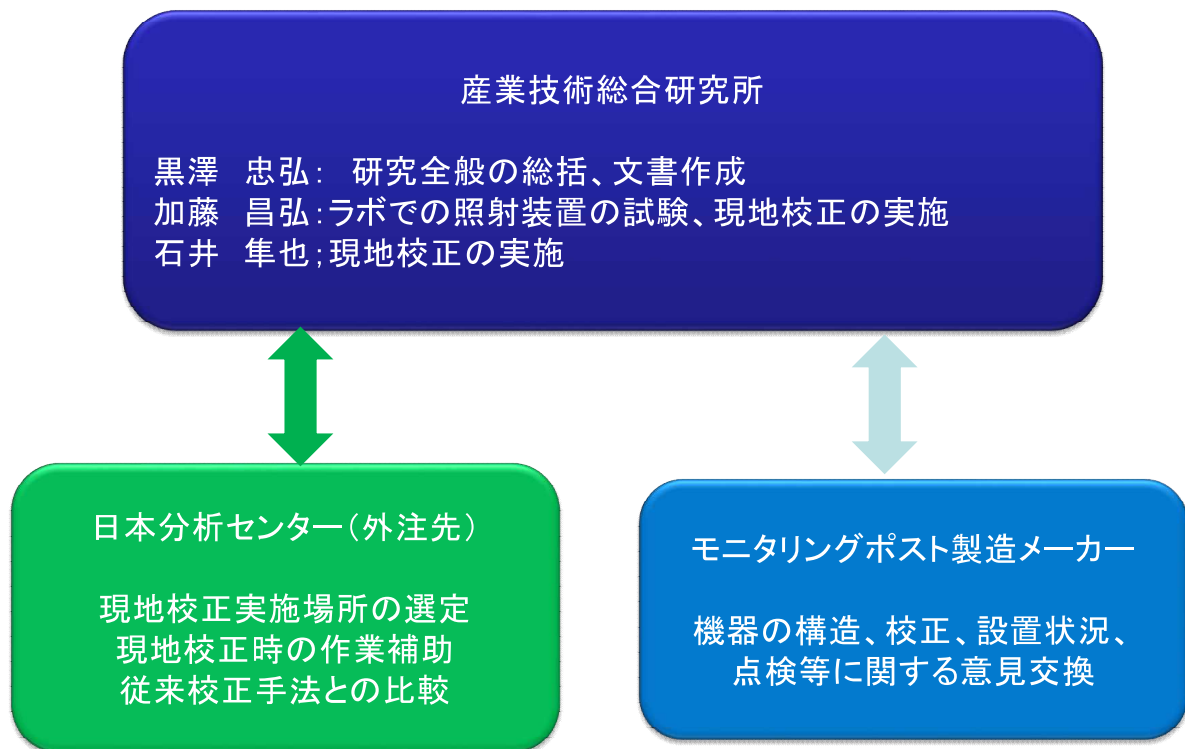 産業技術総合研究所
黒澤　忠弘：　研究全般の総括、文書作成
加藤　昌弘：ラボでの照射装置の試験、現地校正の実施
石井　隼也；現地校正の実施
日本分析センター（外注先）
現地校正実施場所の選定
現地校正時の作業補助
従来校正手法との比較
モニタリングポスト製造メーカー
機器の構造、校正、設置状況、
点検等に関する意見交換